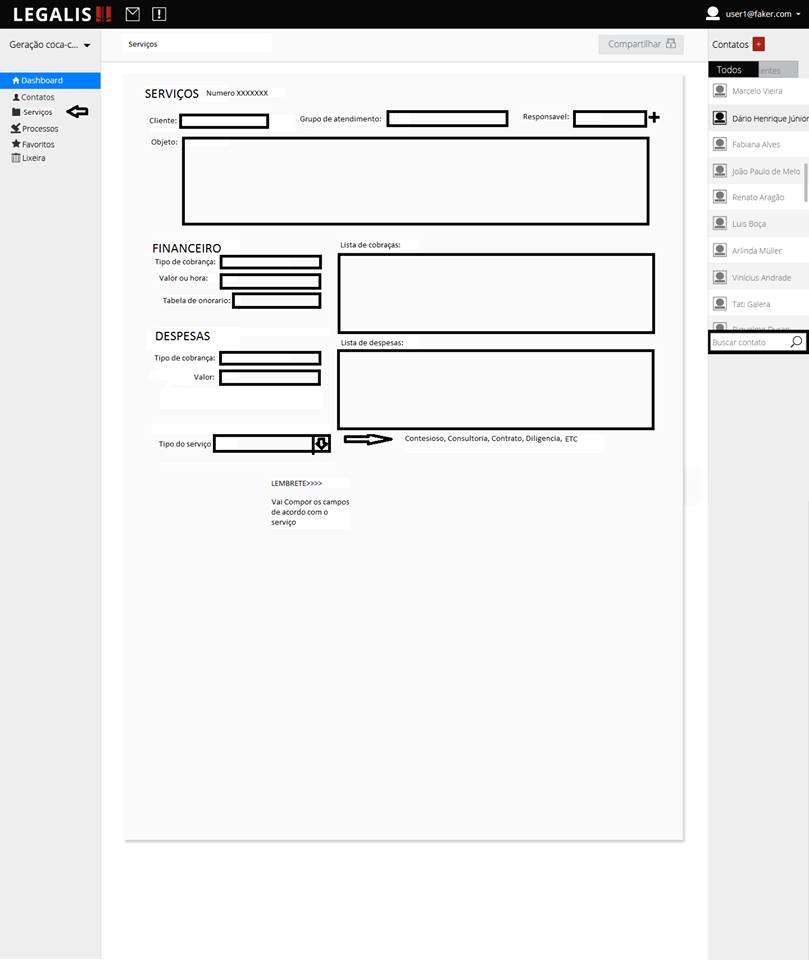 LEGALIS
user1@faker.com
Geração coca-c...
Serviços
Compartilhar
Contatos +
Dashboard
Contatos
Serviços
Processos
Favoritos
Lixeira
SERVIÇOS Numero XXXXXXX
Cliente: Grupo de atendimento: Responsavel:
Objeto:
FINANCEIRO
Lista de cobraças:
Tipo de cobrança:
Valor ou hora:
Tabela de onorario:
DESPESAS
Lista de despesas:
Tipo de cobrança:
Valor:
Tipo do serviço
Contesioso, Consultoria, Contrato, Diligencia, ETC
LEMBRETE>>>>
Vai Compor os campos
de acordo com o
serviço
Todos
Marcelo Vieira
Dário Henrique Júnior
Fabiana Alves
João Paulo de Melo
Renato Aragão
Luis Boça
Arlinda Müller
Vinícius Andrade
Tati Galera
Buscar contato